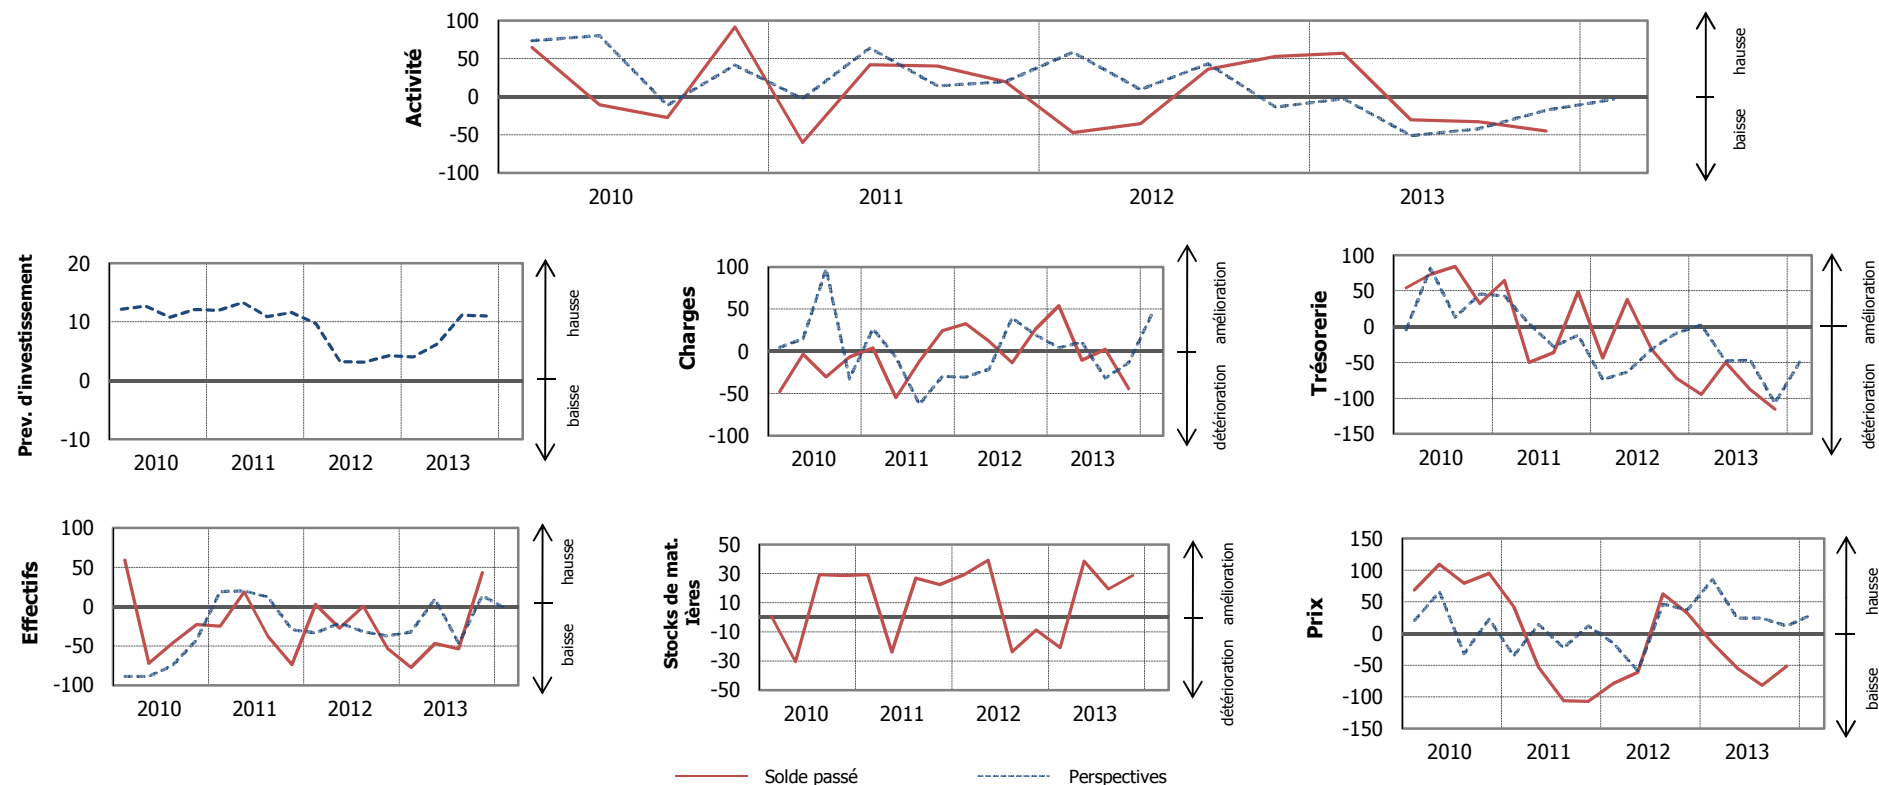 Activité
100
50
0
-50
-100
2010
2011
2012
2013
hausse
baisse
Prev. d'investissement
20
10
0
-10
2010
2011
2012
2013
hausse
baisse
Charges
100
50
0
-50
-100
2010
2011
2012
2013
amélioration
détérioration
Trésorerie
100
50
0
-50
-100
-150
2010
2011
2012
2013
amélioration
détérioration
Effectifs
100
50
0
-50
-100
2010
2011
2012
2013
hausse
baisse
Stocks de mat.
Ières
50
30
10
-10
-30
-50
2010
2011
2012
2013
amélioration
détérioration
Prix
150
100
50
0
-50
-100
-150
2010
2011
2012
2013
hausse
baisse
Solde passé
Perspectives